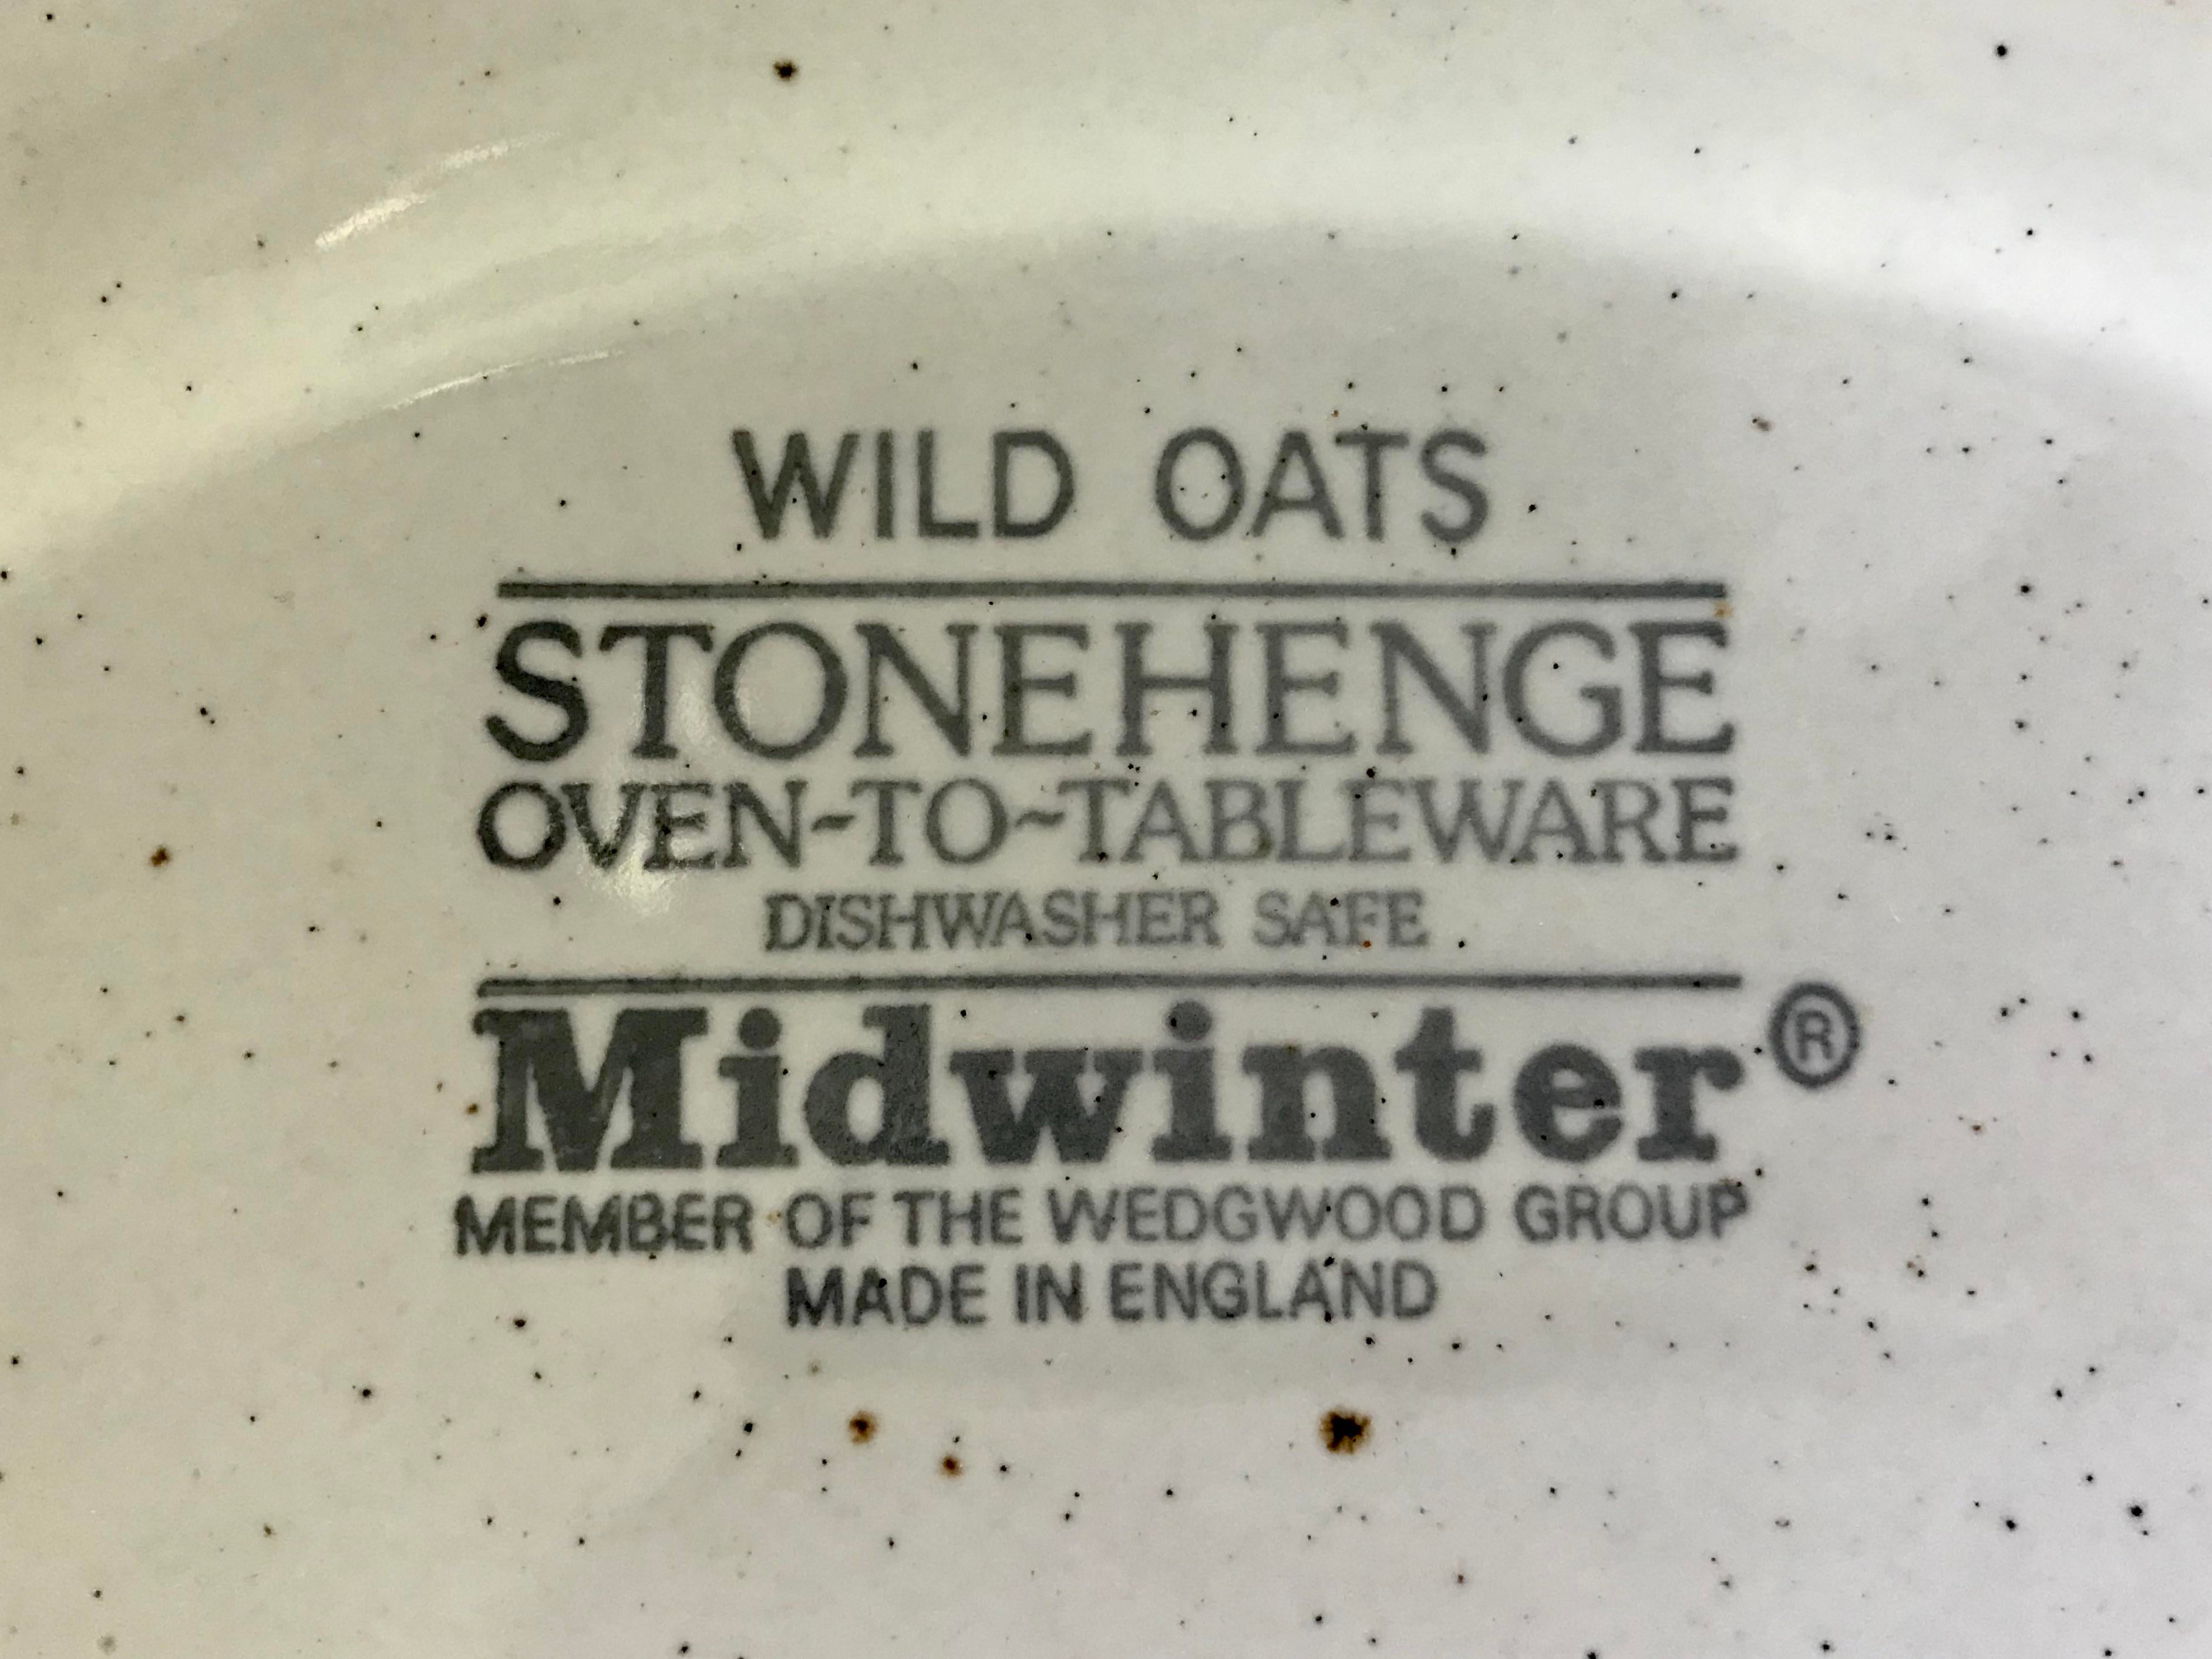 WILD OATS
STONEHENGE
OVEN-TO-TABLEWARE
DISHWASHER SAFE
Midwinter®
MEMBER OF THE WEDGWOOD GROUP
MADE IN ENGLAND